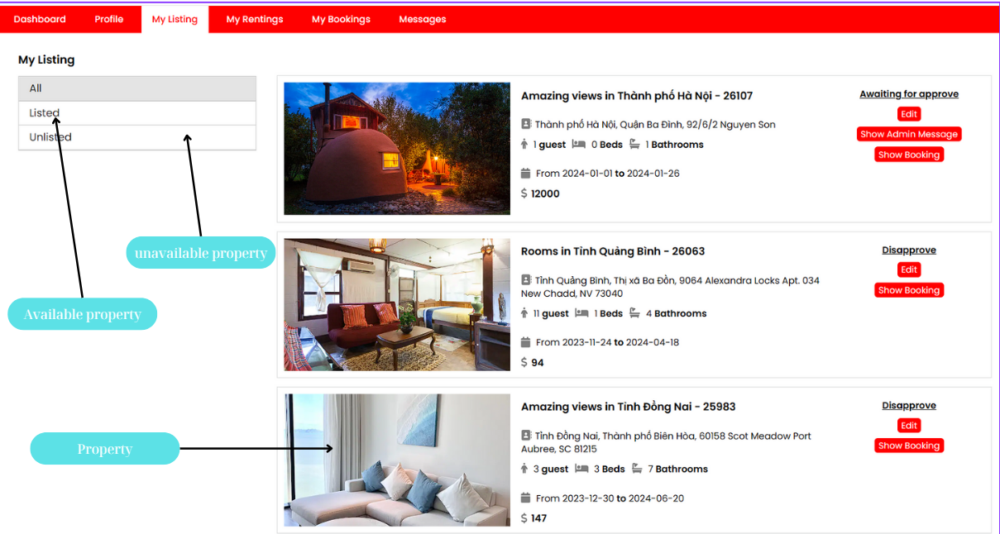 Dashboard Profile My Listing My Rentings My Bookings Messages
My Listing
All
Listed
Unlisted
unavailable property
Available property
Property
Amazing views in Thành phố Hà Nội - 26107
Thành phố Hà Nội, Quận Ba Đình, 92/6/2 Nguyen Son
1 guest 0 Beds 1 Bathrooms
From 2024-01-01 to 2024-01-26
$ 12000
Awaiting for approve
Edit
Show Admin Message
Show Booking
Rooms in Tỉnh Quảng Bình - 26063
Tỉnh Quảng Bình, Thị xã Ba Đồn, 9064 Alexandra Locks Apt. 034
New Chadd, NV 73040
11 guest 1 Beds 4 Bathrooms
From 2023-11-24 to 2024-04-18
$ 94
Disapprove
Edit
Show Booking
Amazing views in Tỉnh Đồng Nai - 25983
Tỉnh Đồng Nai, Thành phố Biên Hòa, 60158 Scot Meadow Port
Aubree, SC 81215
3 guest 3 Beds 7 Bathrooms
From 2023-12-30 to 2024-06-20
$ 147
Disapprove
Edit
Show Booking